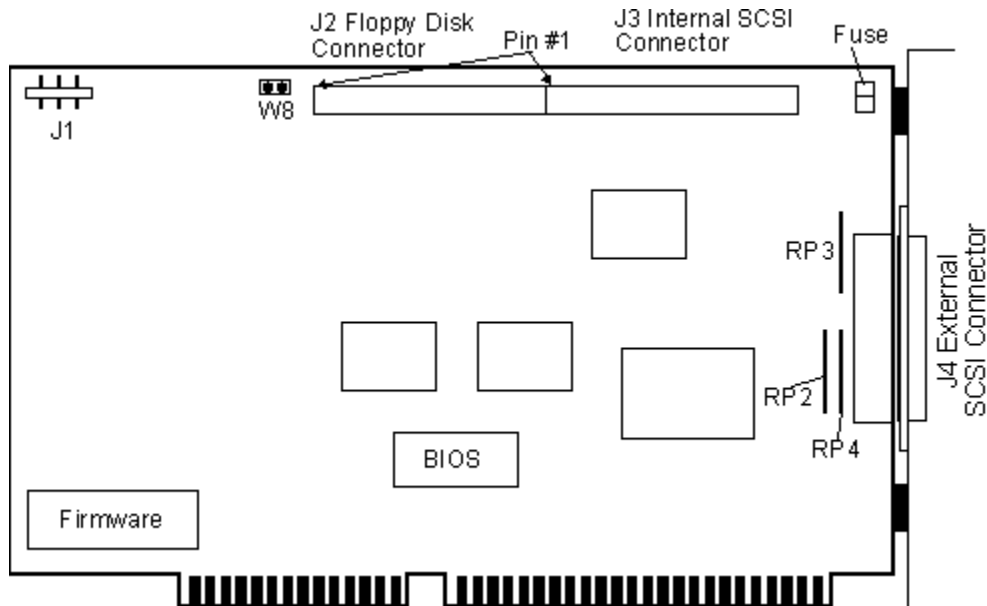 J2 Floppy Disk
Connector
Pin #1
J3 Internal SCSI
Connector
Fuse
J1
W8
RP3
J4 External
SCSI Connector
RP2
RP4
BIOS
Firmware